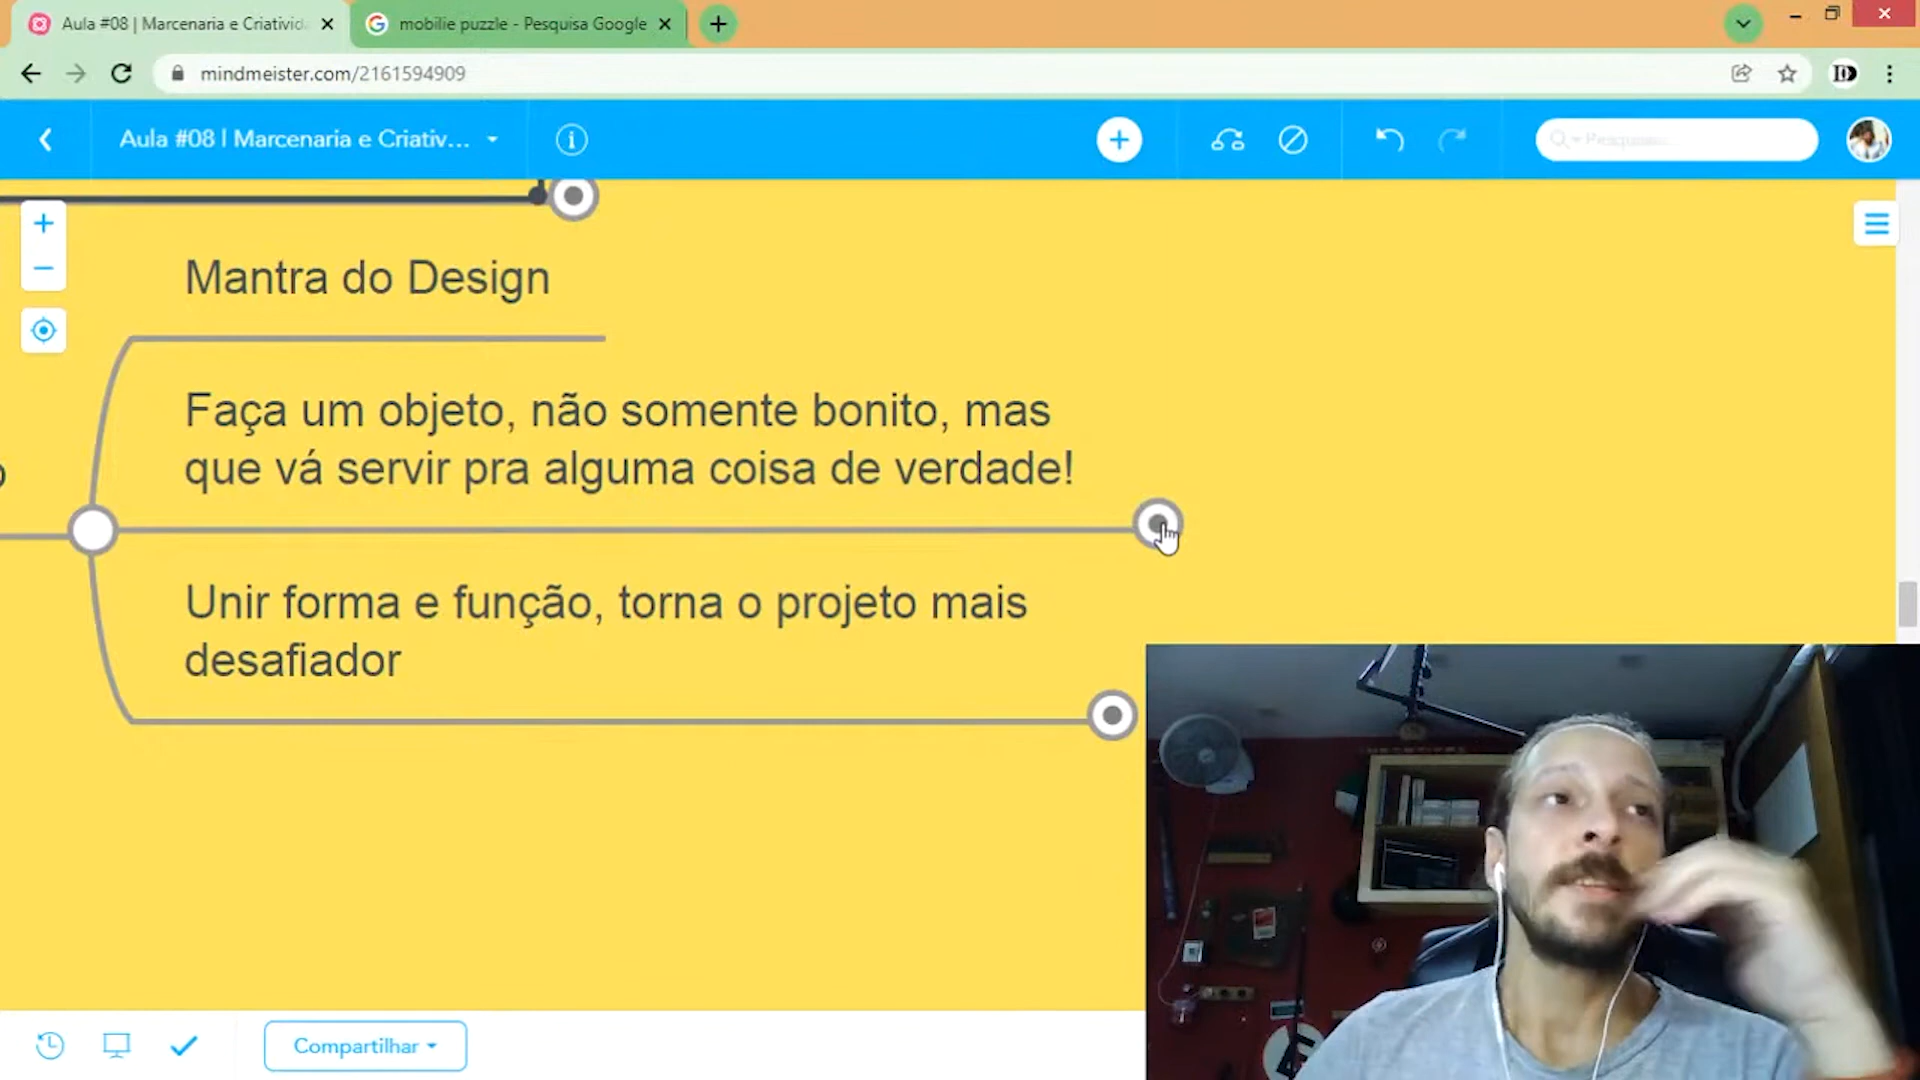 Aula #08 | Marcenaria e Criativid
mobilie puzzle - Pesquisa Google
mindmeister.com/2161594909
Aula #08 | Marcenaria e Criativ...
Pesquisar...
Mantra do Design
Faça um objeto, não somente bonito, mas
que vá servir pra alguma coisa de verdade!
Unir forma e função, torna o projeto mais
desafiador
Compartilhar